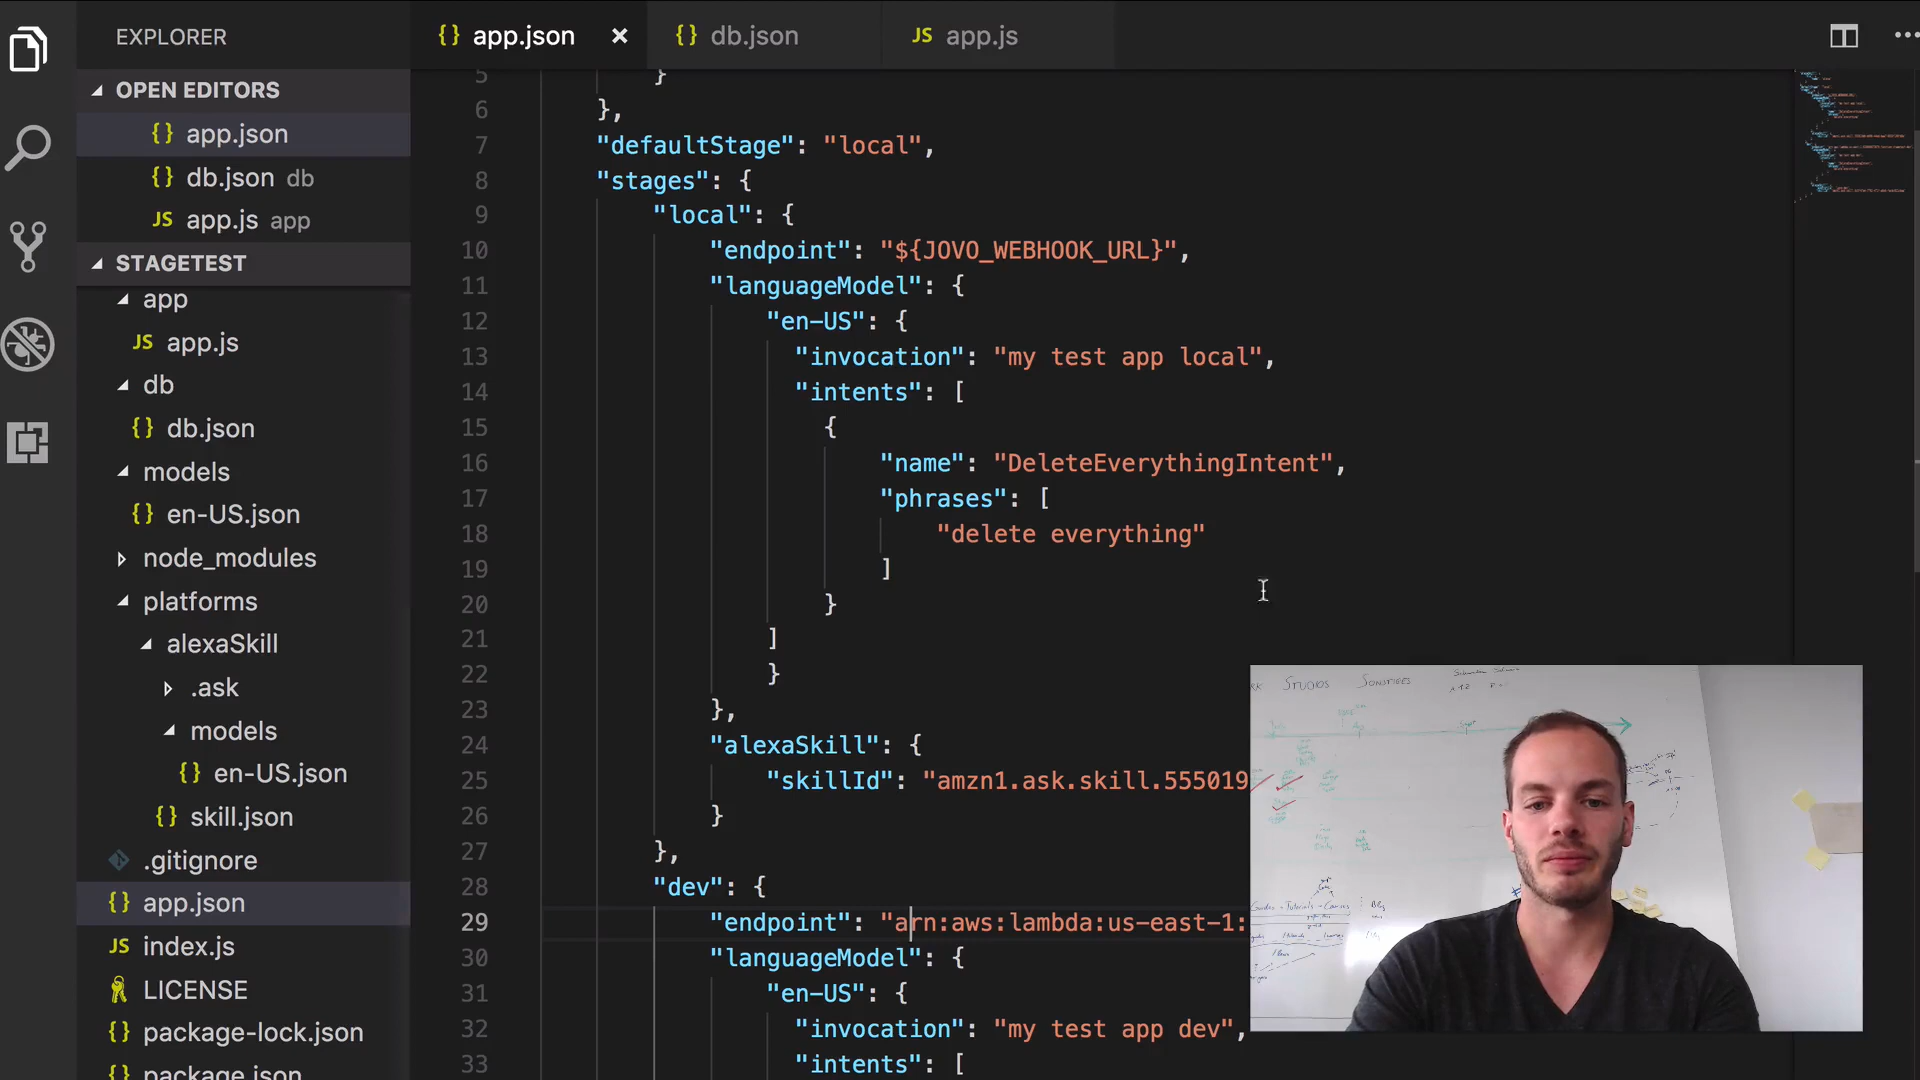 EXPLORER
OPEN EDITORS
{} app.json
{} db.json db
JS app.js app
STAGETEST
app
JS app.js
db
{} db.json
models
{} en-US.json
node_modules
platforms
alexaSkill
.ask
models
{} en-US.json
{} skill.json
.gitignore
{} app.json
JS index.js
LICENSE
{} package-lock.json
{} package.json
{} app.json ×
{} db.json
JS app.js
5 }
6 },
7 "defaultStage": "local",
8 "stages": {
9 "local": {
10 "endpoint": "${JOVO_WEBHOOK_URL}",
11 "languageModel": {
12 "en-US": {
13 "invocation": "my test app local",
14 "intents": [
15 {
16 "name": "DeleteEverythingIntent",
17 "phrases": [
18 "delete everything"
19 ]
20 }
21 ]
22 }
23 },
24 "alexaSkill": {
25 "skillId": "amzn1.ask.skill.555019
26 }
27 },
28 "dev": {
29 "endpoint": "arn:aws:lambda:us-east-1:
30 "languageModel": {
31 "en-US": {
32 "invocation": "my test app dev",
33 "intents": [
STUDIOS
SONSTIGES